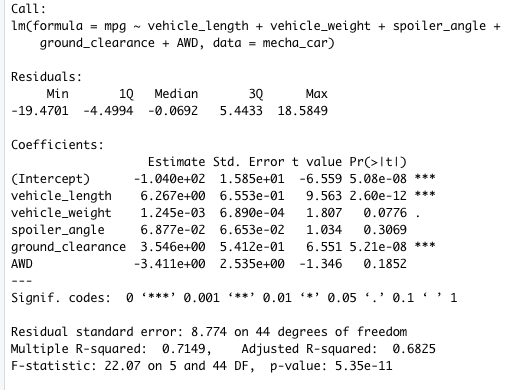 Call:
lm(formula = mpg ~ vehicle_length + vehicle_weight + spoiler_angle +
    ground_clearance + AWD, data = mecha_car)

Residuals:
     Min       1Q   Median       3Q      Max
-19.4701  -4.4994  -0.0692   5.4433  18.5849

Coefficients:
                   Estimate Std. Error t value Pr(>|t|)
(Intercept)      -1.040e+02  1.585e+01  -6.559 5.08e-08 ***
vehicle_length    6.267e+00  6.553e-01   9.563 2.60e-12 ***
vehicle_weight    1.245e-03  6.890e-04   1.807   0.0776 .
spoiler_angle     6.877e-02  6.653e-02   1.034   0.3069
ground_clearance  3.546e+00  5.412e-01   6.551 5.21e-08 ***
AWD              -3.411e+00  2.535e+00  -1.346   0.1852
---
Signif. codes:  0 ‘***’ 0.001 ‘**’ 0.01 ‘*’ 0.05 ‘.’ 0.1 ‘ ’ 1

Residual standard error: 8.774 on 44 degrees of freedom
Multiple R-squared:  0.7149,    Adjusted R-squared:  0.6825
F-statistic: 22.07 on 5 and 44 DF,  p-value: 5.35e-11